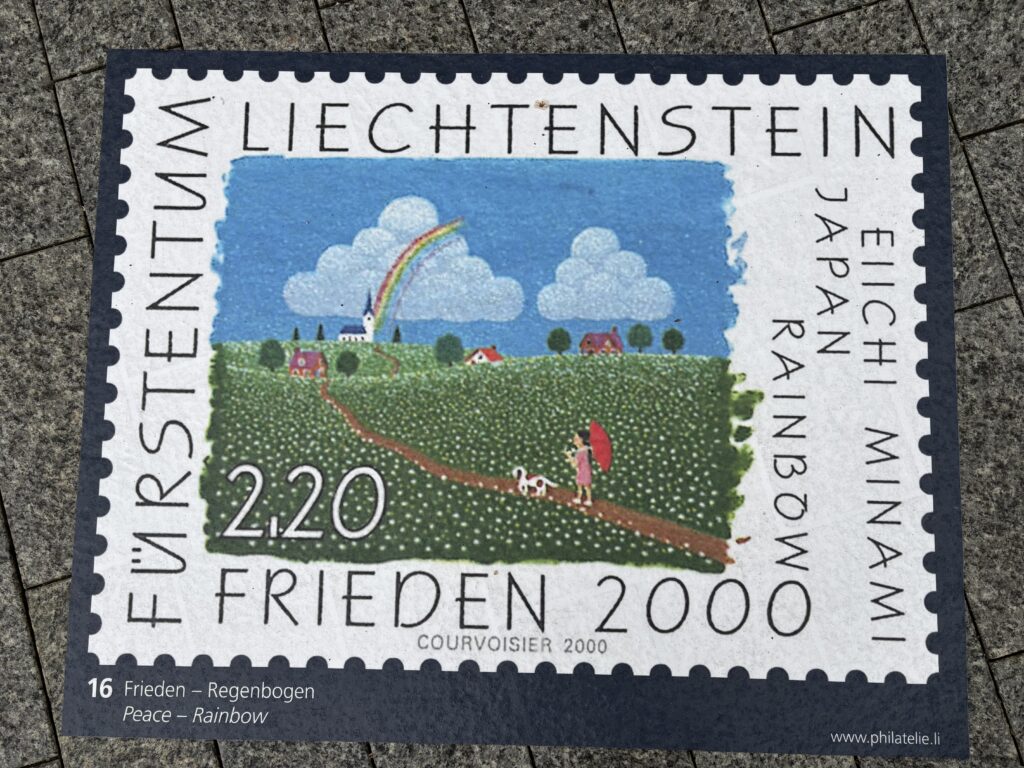 LIECHTENSTEIN
FÜRSTENTUM
EIICHI MINAMI
JAPAN
RAINBOW
2,20
FRIEDEN 2000
COURVOISIER 2000
16 Frieden – Regenbogen
Peace – Rainbow
www.philatelie.li